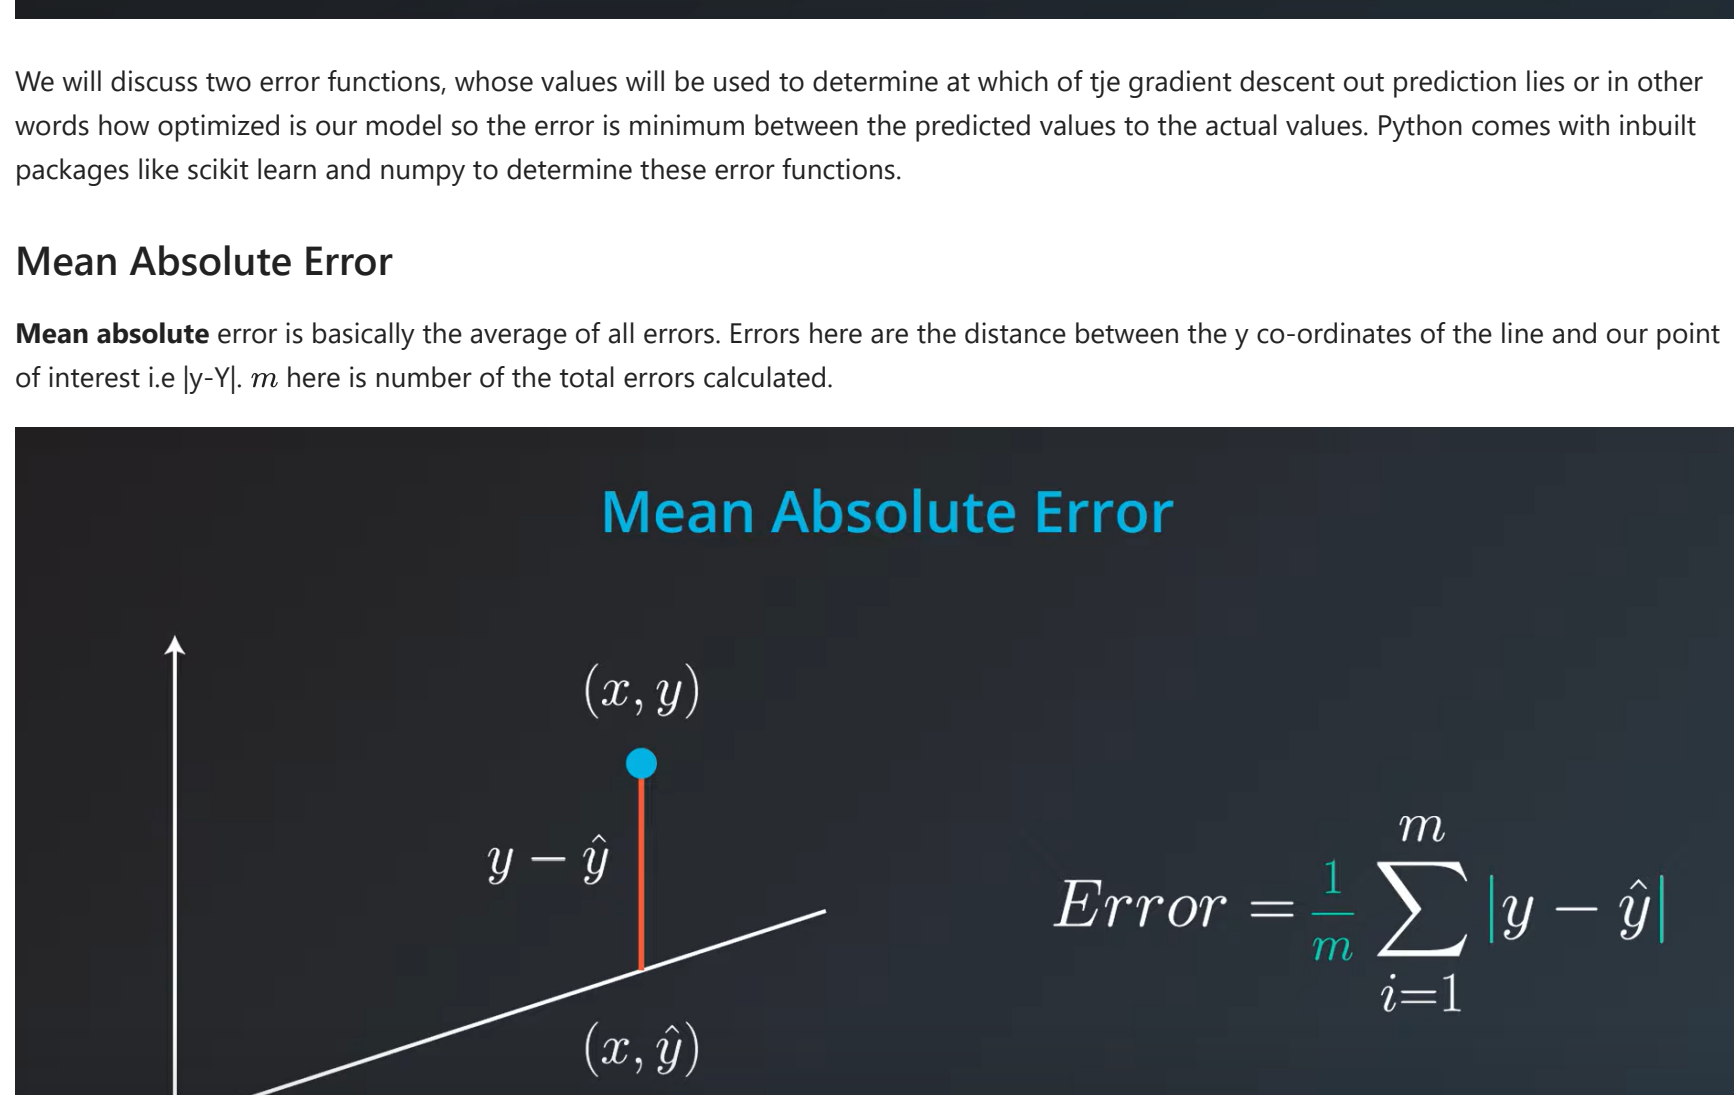 We will discuss two error functions, whose values will be used to determine at which of tje gradient descent out prediction lies or in other
words how optimized is our model so the error is minimum between the predicted values to the actual values. Python comes with inbuilt
packages like scikit learn and numpy to determine these error functions.
Mean Absolute Error
Mean absolute error is basically the average of all errors. Errors here are the distance between the y co-ordinates of the line and our point
of interest i.e |y-Y|. m here is number of the total errors calculated.
Mean Absolute Error
(x, y)
y − ŷ
Error = 1/m ∑_{i=1}^{m} |y − ŷ|
(x, ŷ)